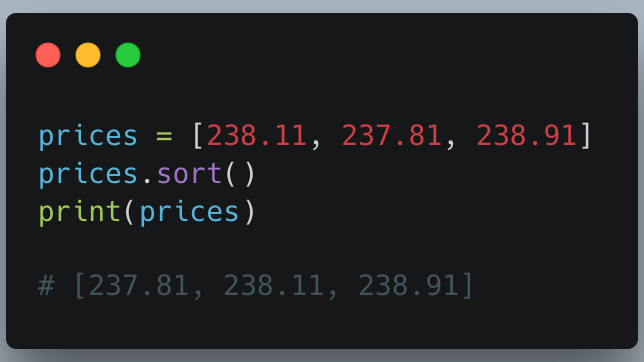 prices = [238.11, 237.81, 238.91]
prices.sort()
print(prices)
# [237.81, 238.11, 238.91]